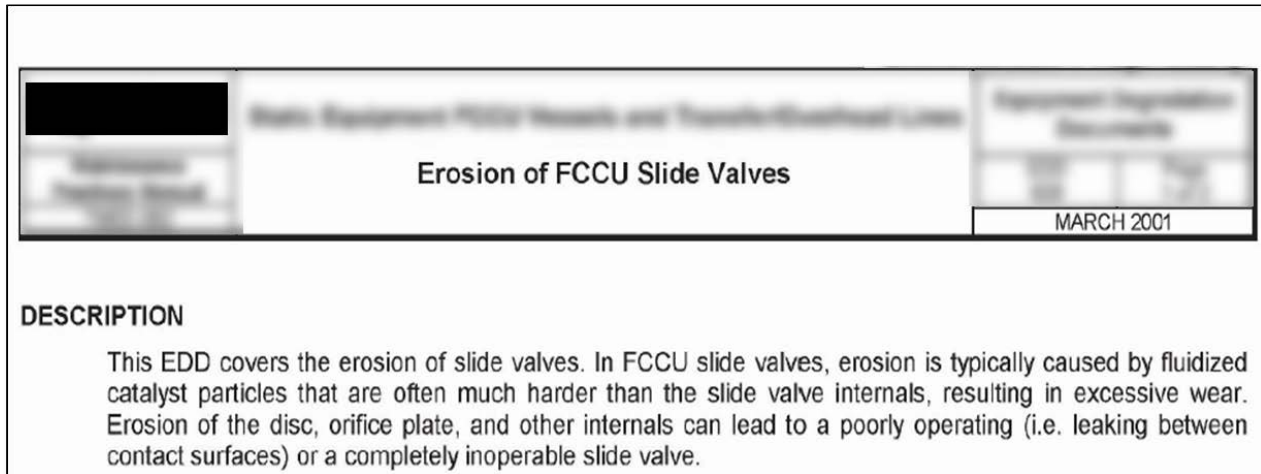 Erosion of FCCU Slide Valves
MARCH 2001
DESCRIPTION
This EDD covers the erosion of slide valves. In FCCU slide valves, erosion is typically caused by fluidized
catalyst particles that are often much harder than the slide valve internals, resulting in excessive wear.
Erosion of the disc, orifice plate, and other internals can lead to a poorly operating (i.e. leaking between
contact surfaces) or a completely inoperable slide valve.